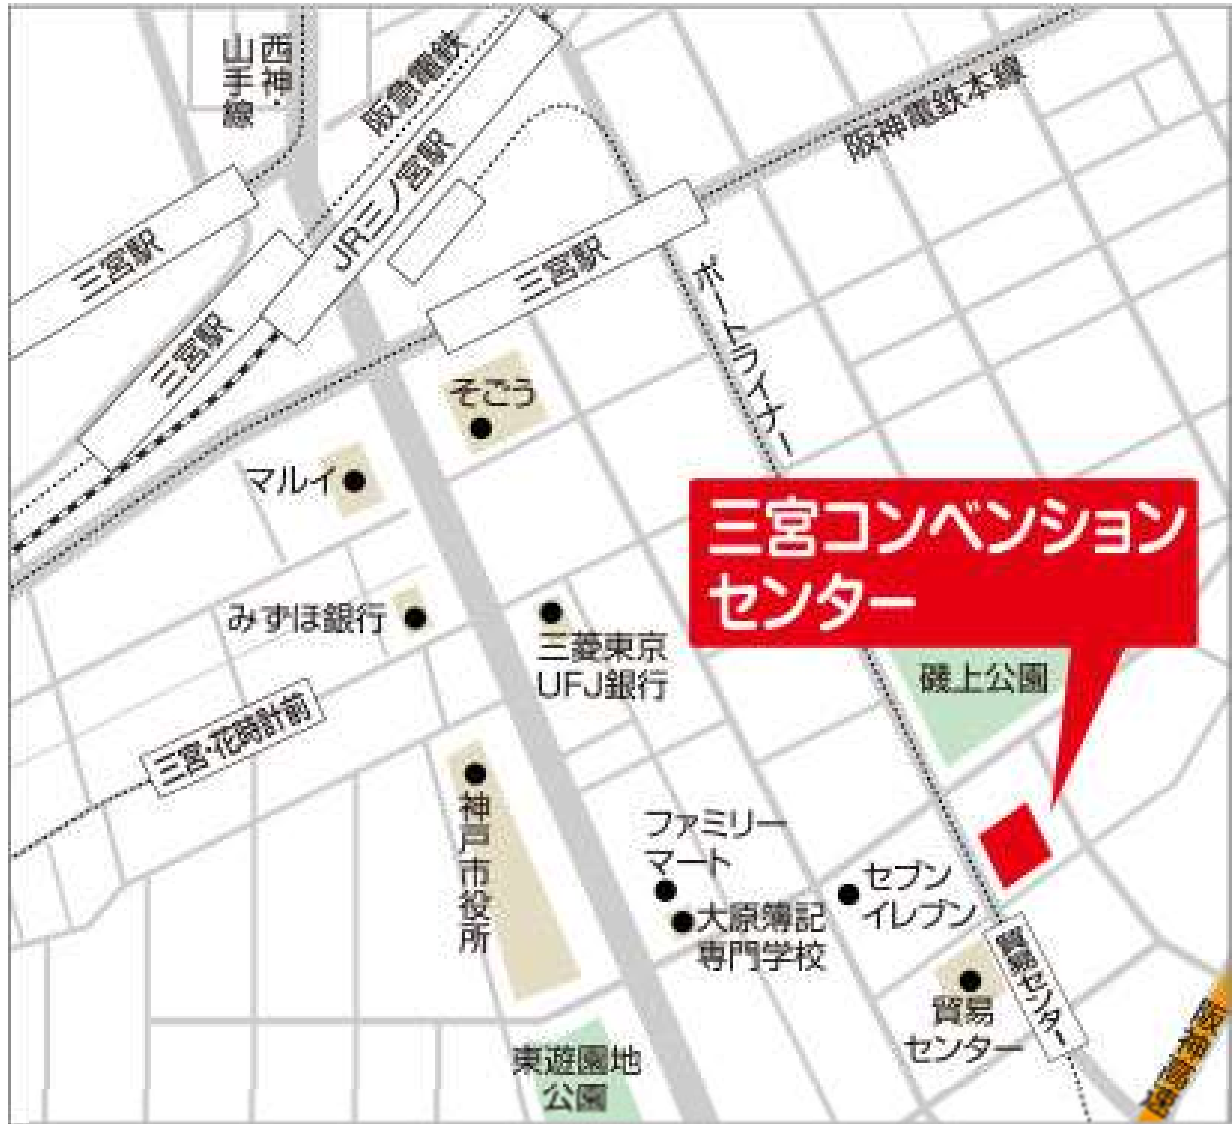 西神・
山手線
阪急電鉄
阪神電鉄本線
JR三ノ宮駅
三宮駅
三宮駅
三宮駅
ポートライナー
そごう
マルイ
三宮コンベンション
センター
みずほ銀行
三菱東京
UFJ銀行
磯上公園
三宮・花時計前
神戸市役所
ファミリー
マート
セブン
イレブン
大原簿記
専門学校
貿易センター
貿易
センター
阪神高速
東遊園地
公園